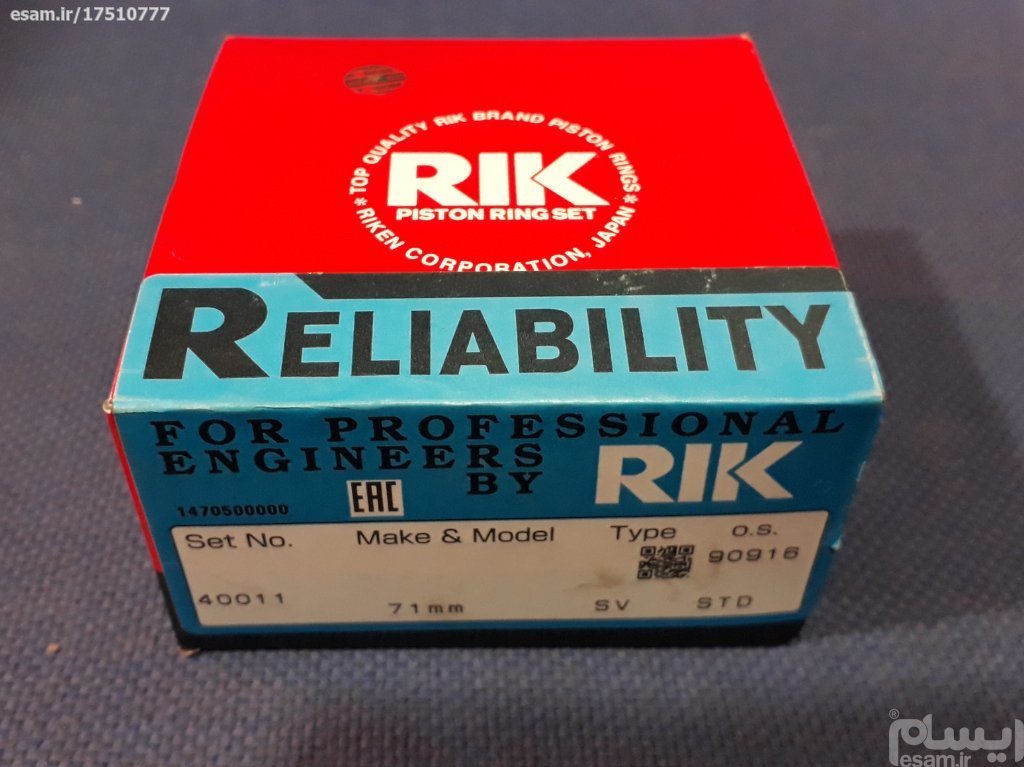 esam.ir/17510777
* TOP QUALITY RIK BRAND PISTON RINGS *
RIK
PISTON RING SET
RIKEN CORPORATION, JAPAN
RELIABILITY
FOR PROFESSIONAL
ENGINEERS
BY RIK
EAC
1470500000
Set No. Make & Model Type O.S.
90916
40011 71mm SV STD
ایسام®
esam.ir